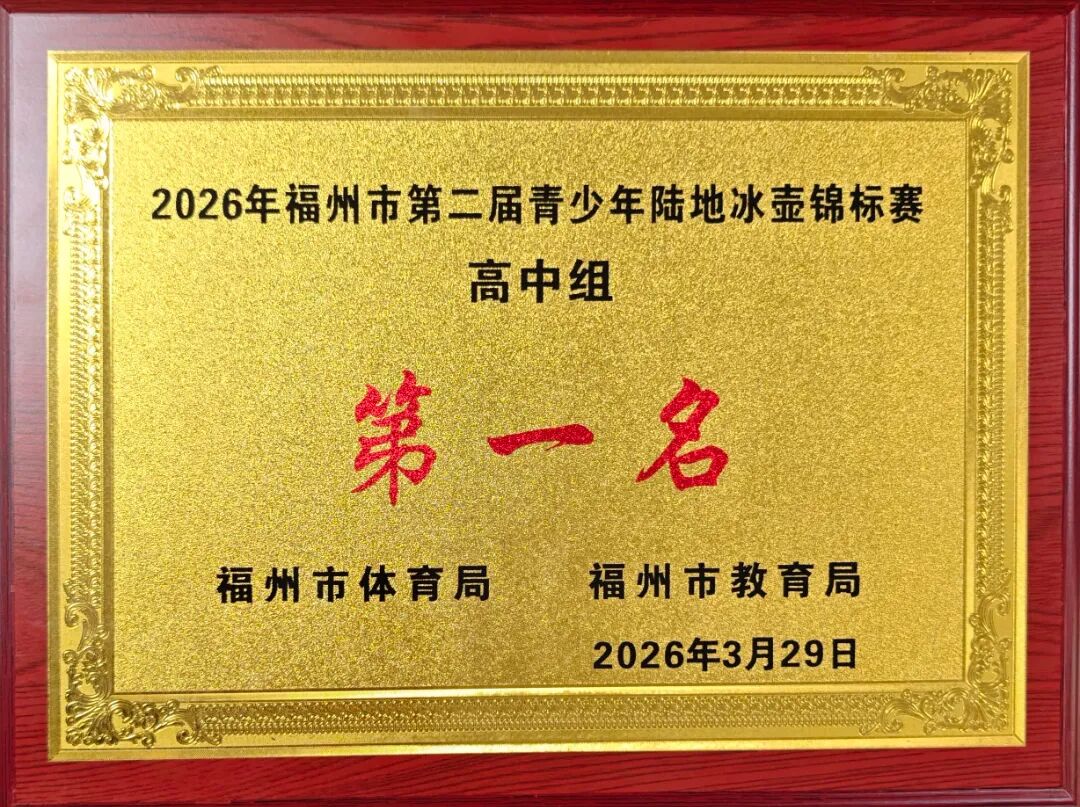 2026年福州市第二届青少年陆地冰壶锦标赛
高中组
第一名
福州市体育局 福州市教育局
2026年3月29日